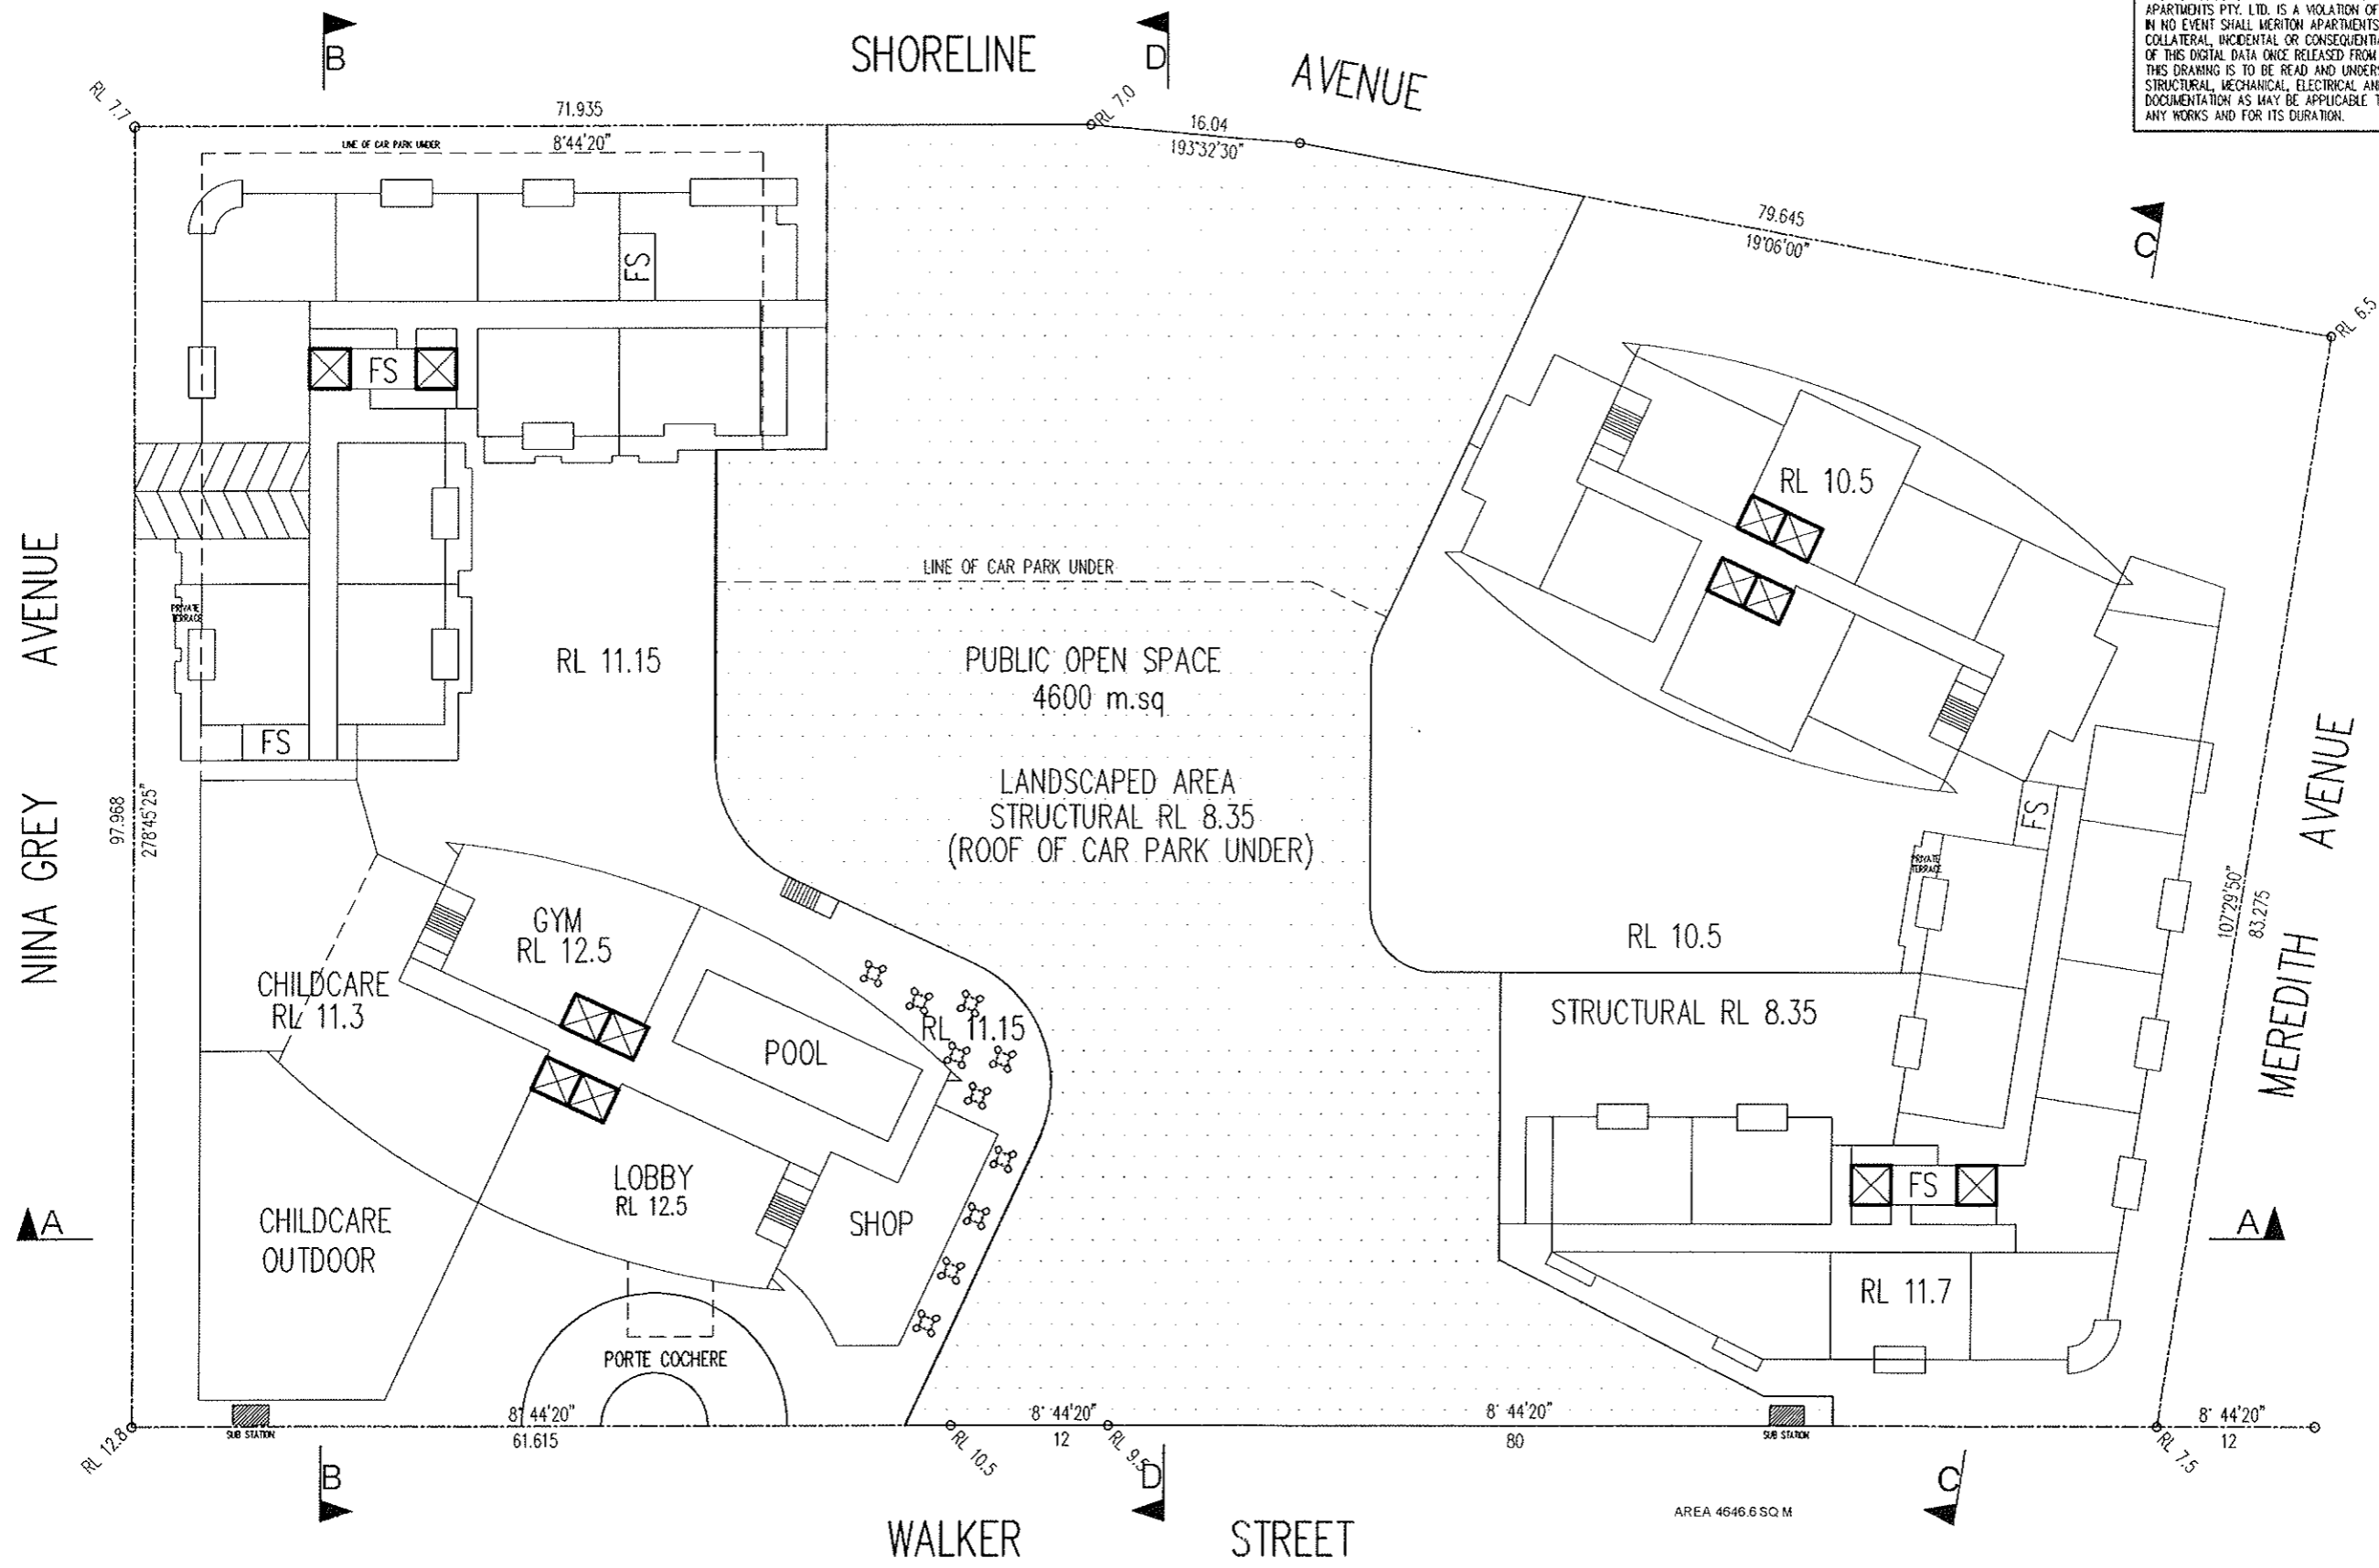 APARTMENTS PTY. LTD. IS A VIOLATION OF
IN NO EVENT SHALL MERITON APARTMENTS
COLLATERAL, INCIDENTAL OR CONSEQUENTIA
OF THIS DIGITAL DATA ONCE RELEASED FROM
THIS DRAWING IS TO BE READ AND UNDERS
STRUCTURAL, MECHANICAL, ELECTRICAL AN
DOCUMENTATION AS MAY BE APPLICABLE T
ANY WORKS AND FOR ITS DURATION.
B
SHORELINE
D
AVENUE
RL 7.7
71.935
8°44'20"
LINE OF CAR PARK UNDER
RL 7.0
16.04
193°32'30"
79.645
19°06'00"
C
RL 6.5
FS
FS
RL 10.5
NINA GREY AVENUE
97.968
278°45'25"
PRIVATE
TERRACE
FS
RL 11.15
LINE OF CAR PARK UNDER
PUBLIC OPEN SPACE
4600 m.sq
LANDSCAPED AREA
STRUCTURAL RL 8.35
(ROOF OF CAR PARK UNDER)
FS
PRIVATE
TERRACE
107°29'50"
83.275
MEREDITH AVENUE
GYM
RL 12.5
CHILDCARE
RL 11.3
POOL
RL 11.15
RL 10.5
STRUCTURAL RL 8.35
LOBBY
RL 12.5
SHOP
CHILDCARE
OUTDOOR
FS
A
A
RL 11.7
PORTE COCHERE
SUB STATION
SUB STATION
RL 12.8
8° 44'20"
61.615
RL 10.5
8° 44'20"
12
RL 9.5
8° 44'20"
80
RL 7.5
8° 44'20"
12
B
D
C
AREA 4646.6 SQ M
WALKER STREET